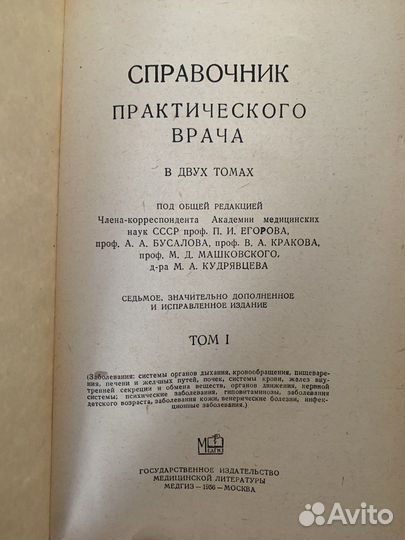 СПРАВОЧНИК
ПРАКТИЧЕСКОГО
ВРАЧА
В ДВУХ ТОМАХ
ПОД ОБЩЕЙ РЕДАКЦИЕЙ
Члена-корреспондента Академии медицинских
наук СССР проф. П. И. ЕГОРОВА,
проф. А. А. БУСАЛОВА, проф. В. А. КРАКОВА,
проф. М. Д. МАШКОВСКОГО,
д-ра М. А. КУДРЯВЦЕВА
СЕДЬМОЕ, ЗНАЧИТЕЛЬНО ДОПОЛНЕННОЕ
И ИСПРАВЛЕННОЕ ИЗДАНИЕ
ТОМ I
(Заболевания: системы органов дыхания, кровообращения, пищеваре-
ния, печени и желчных путей, почек, системы крови, желез внут-
ренней секреции и обмена веществ, органов движения, нервной
системы; психические заболевания, гиповитаминозы, заболевания
детского возраста, заболевания кожи, венерические болезни, инфек-
ционные заболевания.)
МЕДГИЗ
ГОСУДАРСТВЕННОЕ ИЗДАТЕЛЬСТВО
МЕДИЦИНСКОЙ ЛИТЕРАТУРЫ
МЕДГИЗ—1956—МОСКВА
Avito